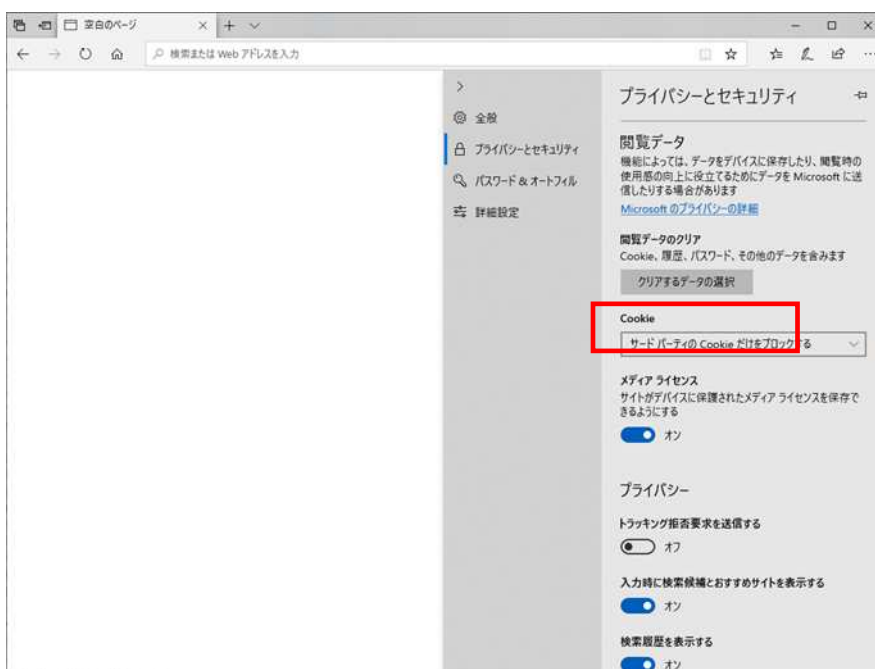 空白のページ
検索または Web アドレスを入力
全般
プライバシーとセキュリティ
パスワード & オートフィル
詳細設定
プライバシーとセキュリティ
閲覧データ
機能によっては、データをデバイスに保存したり、閲覧時の
使用感の向上に役立てるためにデータを Microsoft に送
信したりする場合があります
Microsoft のプライバシーの詳細
閲覧データのクリア
Cookie、履歴、パスワード、その他のデータを含みます
クリアするデータの選択
Cookie
サード パーティの Cookie だけをブロックする
メディア ライセンス
サイトがデバイスに保護されたメディア ライセンスを保存で
きるようにする
オン
プライバシー
トラッキング拒否要求を送信する
オフ
入力時に検索候補とおすすめサイトを表示する
オン
検索履歴を表示する
オン